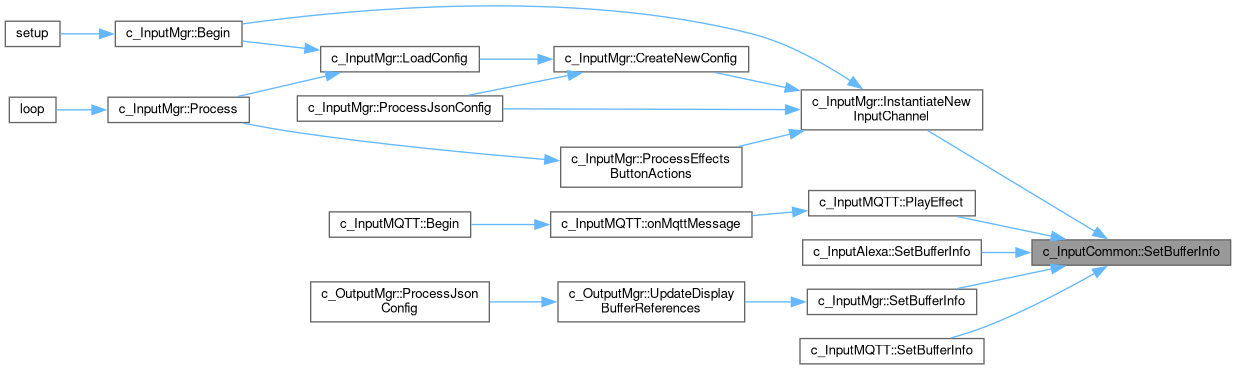 setup
c_InputMgr::Begin
c_InputMgr::LoadConfig
c_InputMgr::CreateNewConfig
loop
c_InputMgr::Process
c_InputMgr::ProcessJsonConfig
c_InputMgr::InstantiateNew
InputChannel
c_InputMgr::ProcessEffects
ButtonActions
c_InputMQTT::Begin
c_InputMQTT::onMqttMessage
c_InputMQTT::PlayEffect
c_InputAlexa::SetBufferInfo
c_InputCommon::SetBufferInfo
c_OutputMgr::ProcessJson
Config
c_OutputMgr::UpdateDisplay
BufferReferences
c_InputMgr::SetBufferInfo
c_InputMQTT::SetBufferInfo